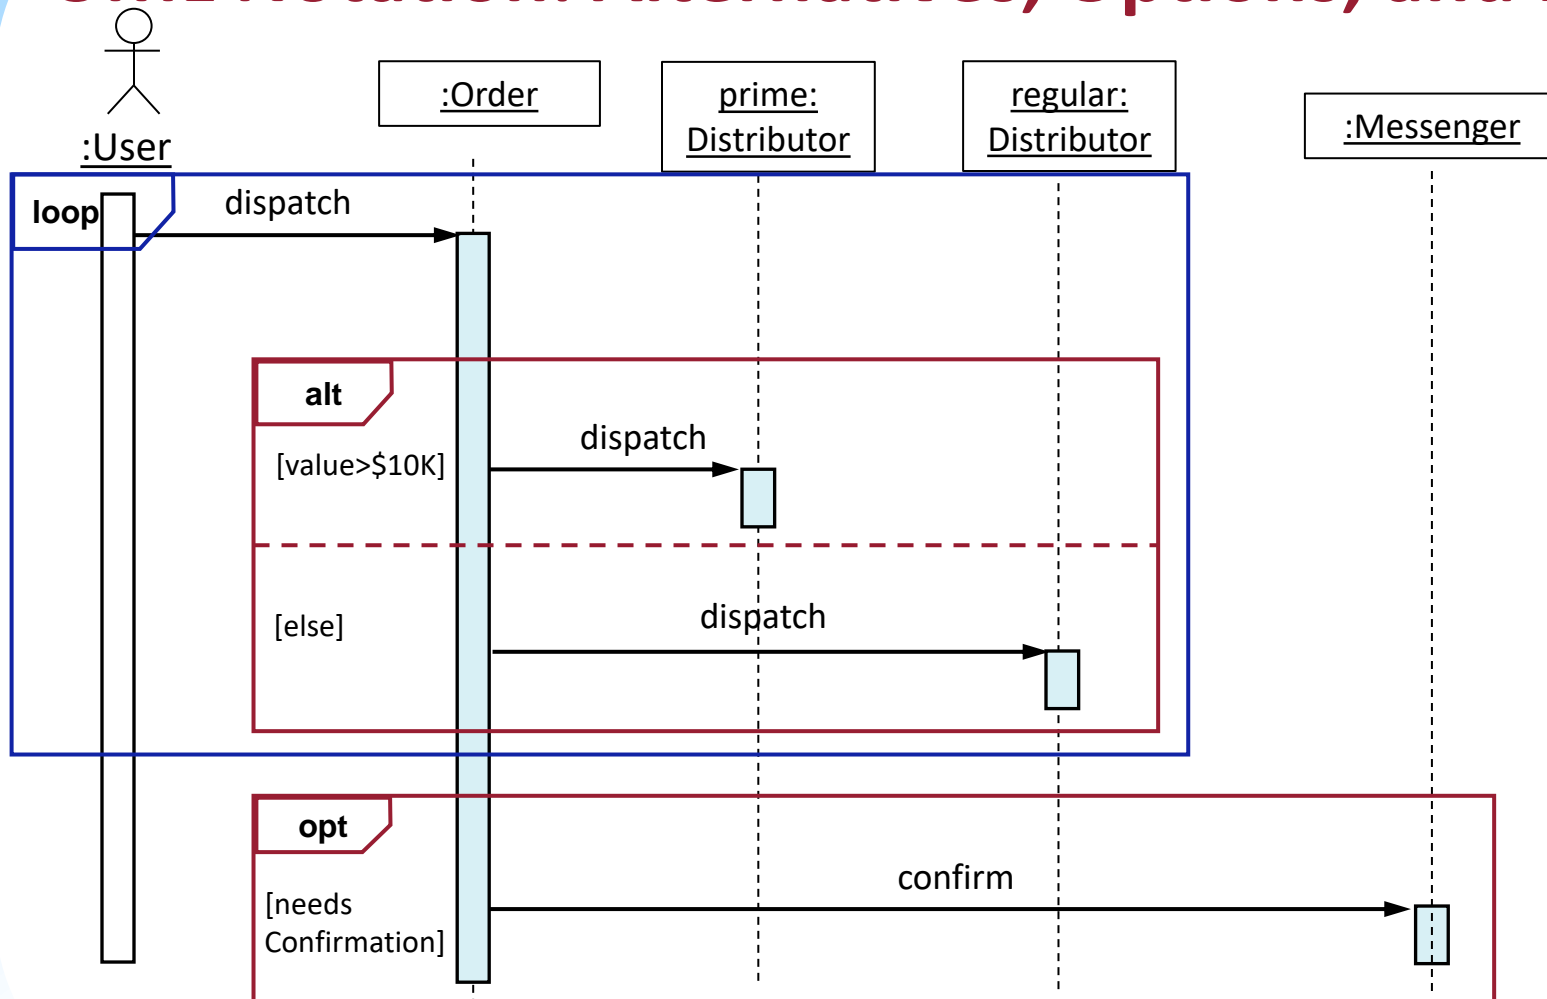 :User
:Order
prime:
Distributor
regular:
Distributor
:Messenger
loop
dispatch
alt
[value>$10K]
dispatch
[else]
dispatch
opt
[needs
Confirmation]
confirm